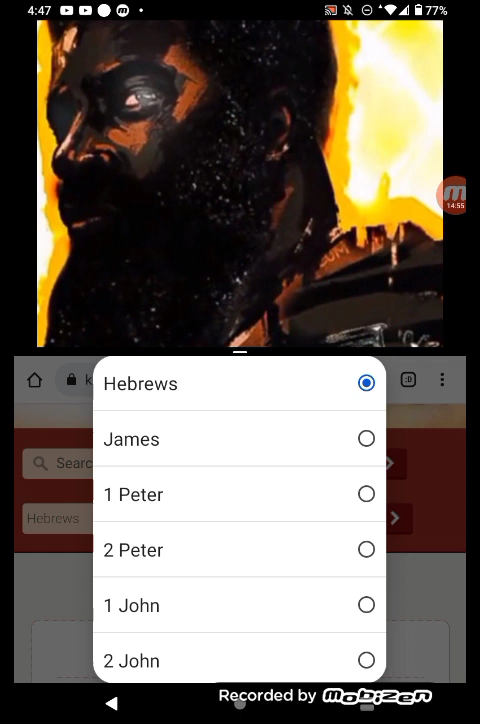 4:47
77%
14:55
:D
Hebrews
James
Searc
1 Peter
Hebrews
2 Peter
1 John
2 John
Recorded by mobizen